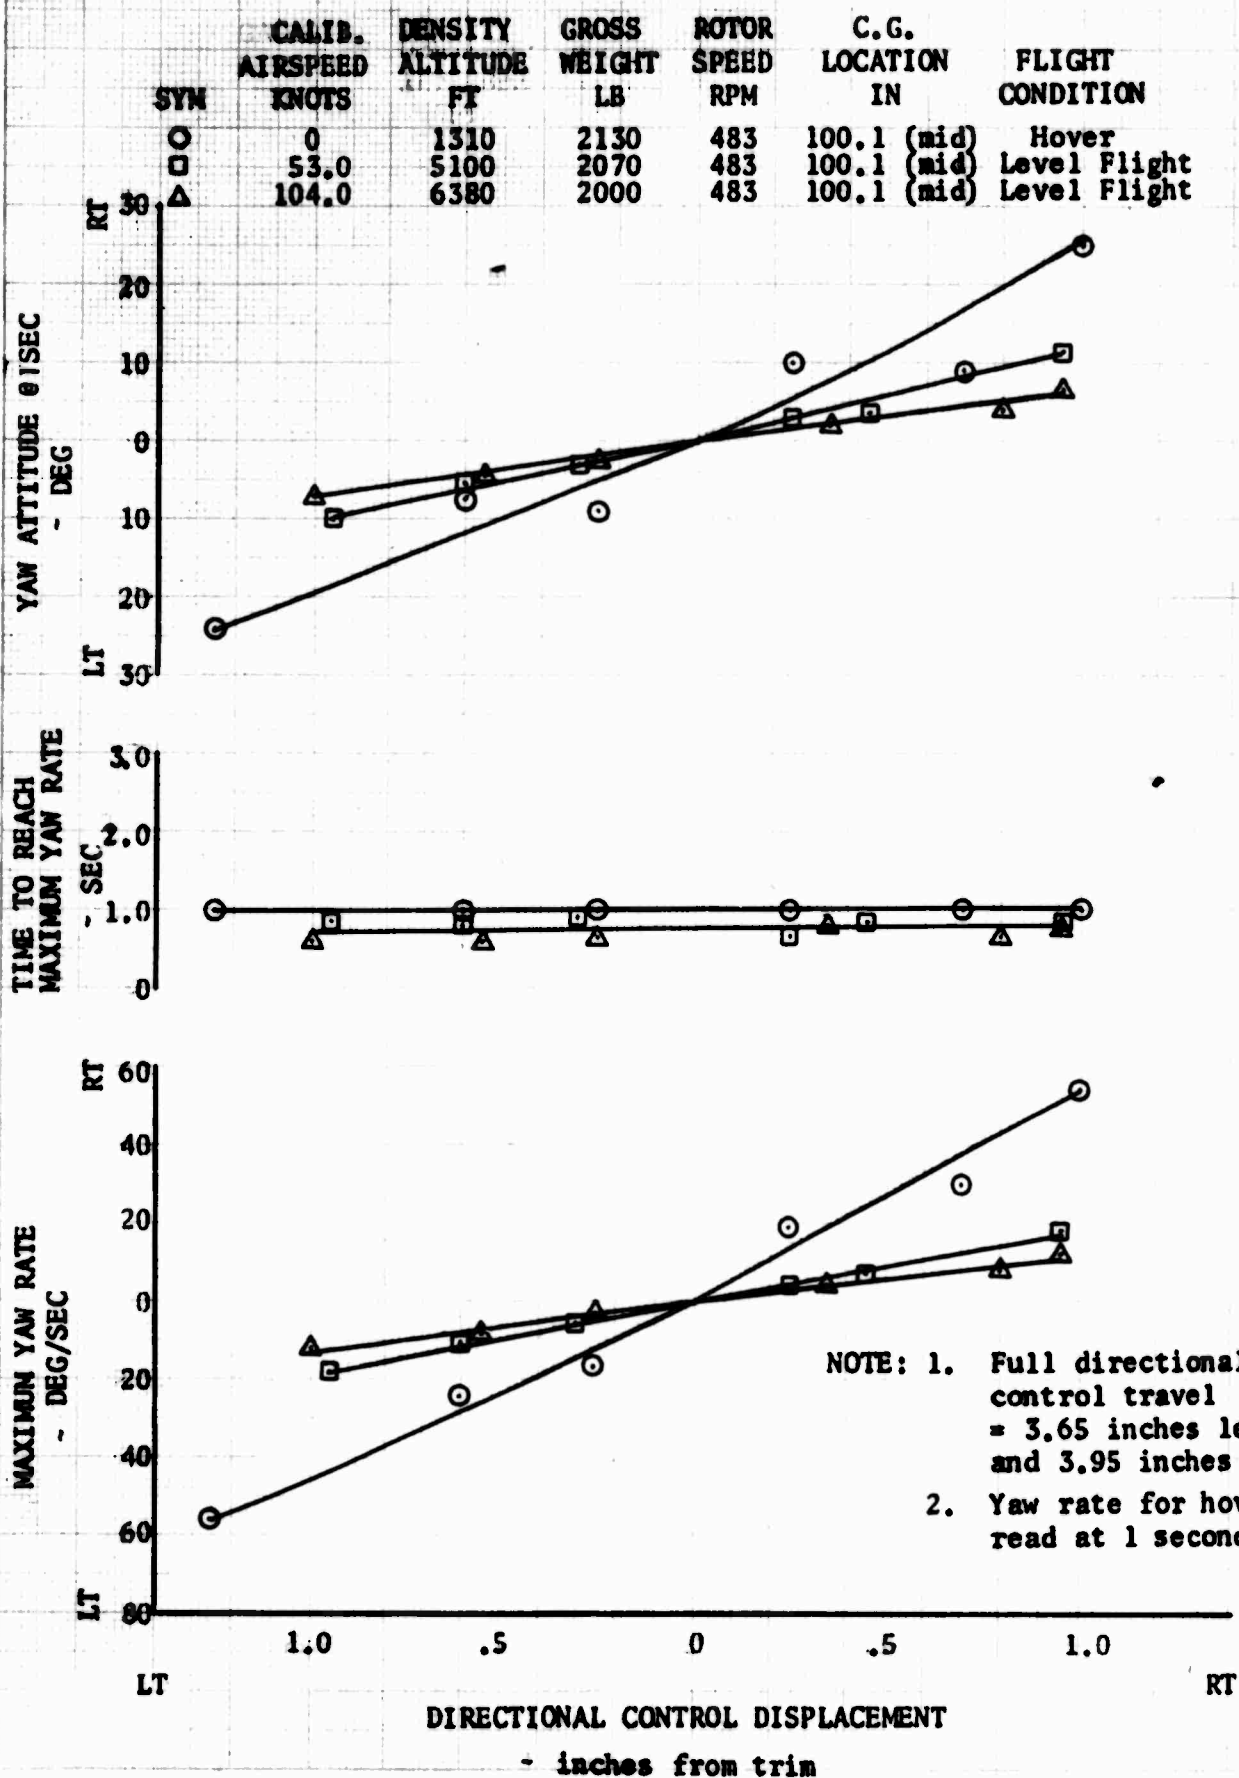 CALIB. DENSITY GROSS ROTOR C.G.
AIRSPEED ALTITUDE WEIGHT SPEED LOCATION FLIGHT
SYM KNOTS FT LB RPM IN CONDITION
0 1310 2130 483 100.1 (mid) Hover
53.0 5100 2070 483 100.1 (mid) Level Flight
104.0 6380 2000 483 100.1 (mid) Level Flight
YAW ATTITUDE @1SEC
~ DEG
RT
30
20
10
0
10
20
30
LT
TIME TO REACH
MAXIMUM YAW RATE
~ SEC
3.0
2.0
1.0
0
MAXIMUM YAW RATE
~ DEG/SEC
RT
60
40
20
0
20
40
60
80
LT
NOTE: 1. Full directional
control travel
= 3.65 inches le
and 3.95 inches
2. Yaw rate for hov
read at 1 second
1.0 .5 0 .5 1.0
LT RT
DIRECTIONAL CONTROL DISPLACEMENT
- inches from trim